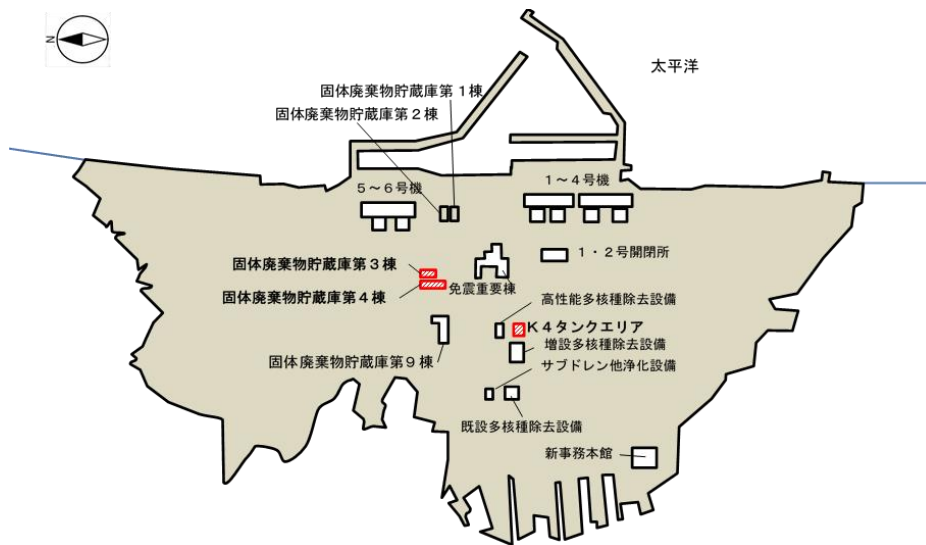 N
太平洋
固体廃棄物貯蔵庫第１棟
固体廃棄物貯蔵庫第２棟
５～６号機
１～４号機
１・２号開閉所
固体廃棄物貯蔵庫第３棟
固体廃棄物貯蔵庫第４棟
免震重要棟
高性能多核種除去設備
Ｋ４タンクエリア
増設多核種除去設備
固体廃棄物貯蔵庫第９棟
サブドレン他浄化設備
既設多核種除去設備
新事務本館